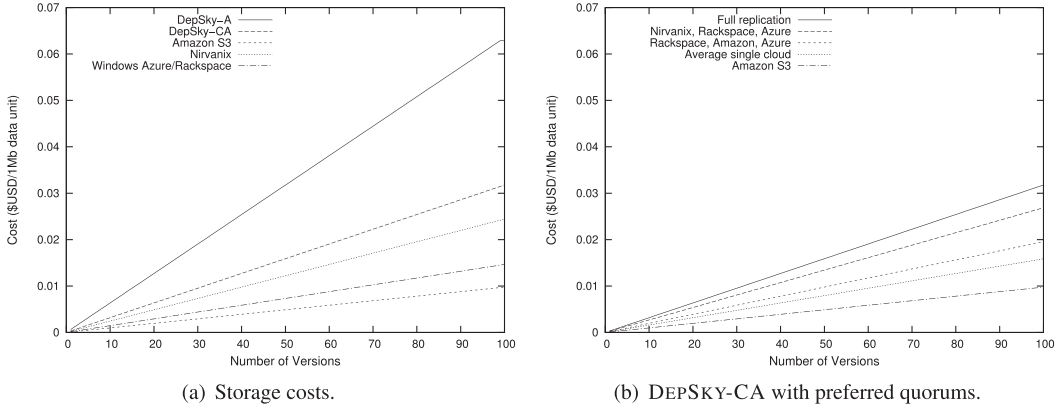 0.07
0.06
0.05
0.04
0.03
0.02
0.01
0
Cost ($USD/1Mb data unit)
DepSky−A
DepSky−CA
Amazon S3
Nirvanix
Windows Azure/Rackspace
0 10 20 30 40 50 60 70 80 90 100
Number of Versions
(a) Storage costs.
0.07
0.06
0.05
0.04
0.03
0.02
0.01
0
Cost ($USD/1Mb data unit)
Full replication
Nirvanix, Rackspace, Azure
Rackspace, Amazon, Azure
Average single cloud
Amazon S3
0 10 20 30 40 50 60 70 80 90 100
Number of Versions
(b) DEPSKY-CA with preferred quorums.